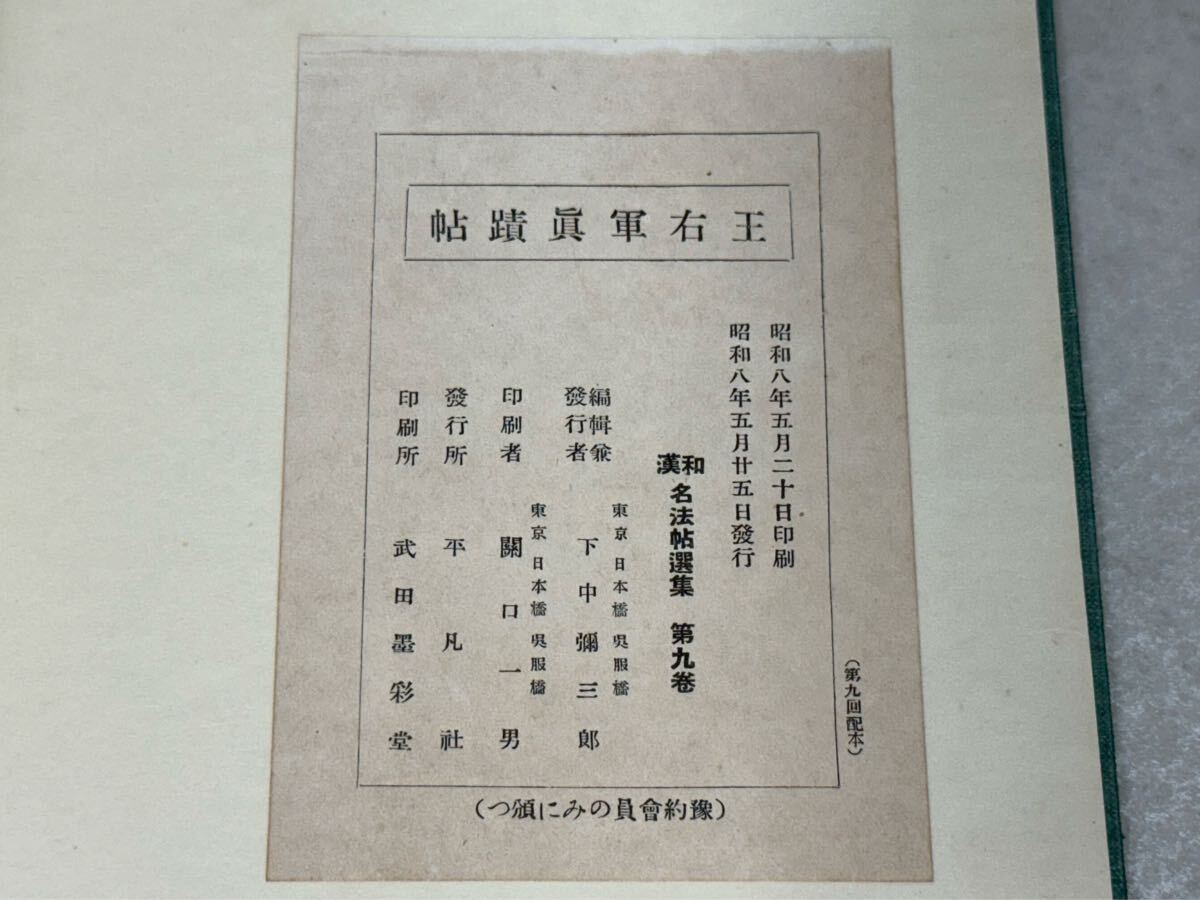 王右軍眞蹟帖
(第九回配本)
昭和八年五月二十日印刷
昭和八年五月廿五日發行
和漢 名法帖選集 第九卷
編輯兼發行者 東京日本橋吳服橋 下中彌三郎
印刷者 東京日本橋吳服橋 關口一男
發行所 平凡社
印刷所 武田墨彩堂
(豫約會員のみに頒つ)